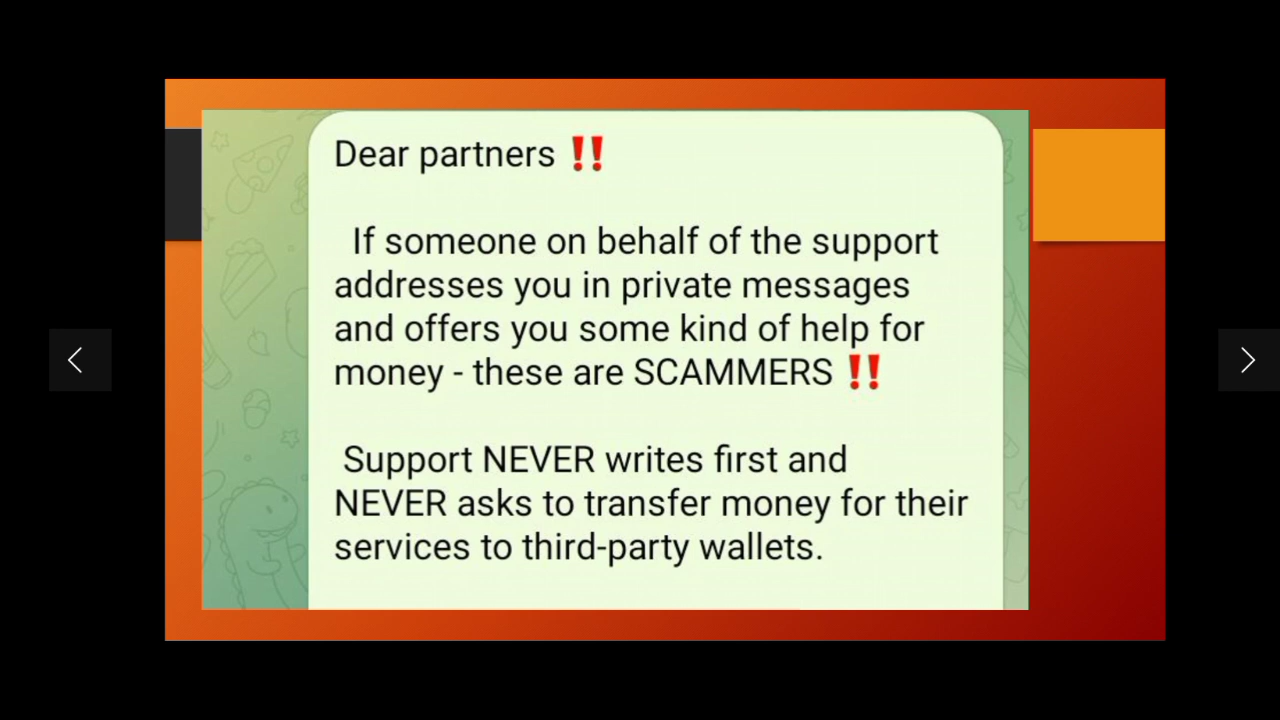 Dear partners ‼️
If someone on behalf of the support
addresses you in private messages
and offers you some kind of help for
money - these are SCAMMERS ‼️
Support NEVER writes first and
NEVER asks to transfer money for their
services to third-party wallets.